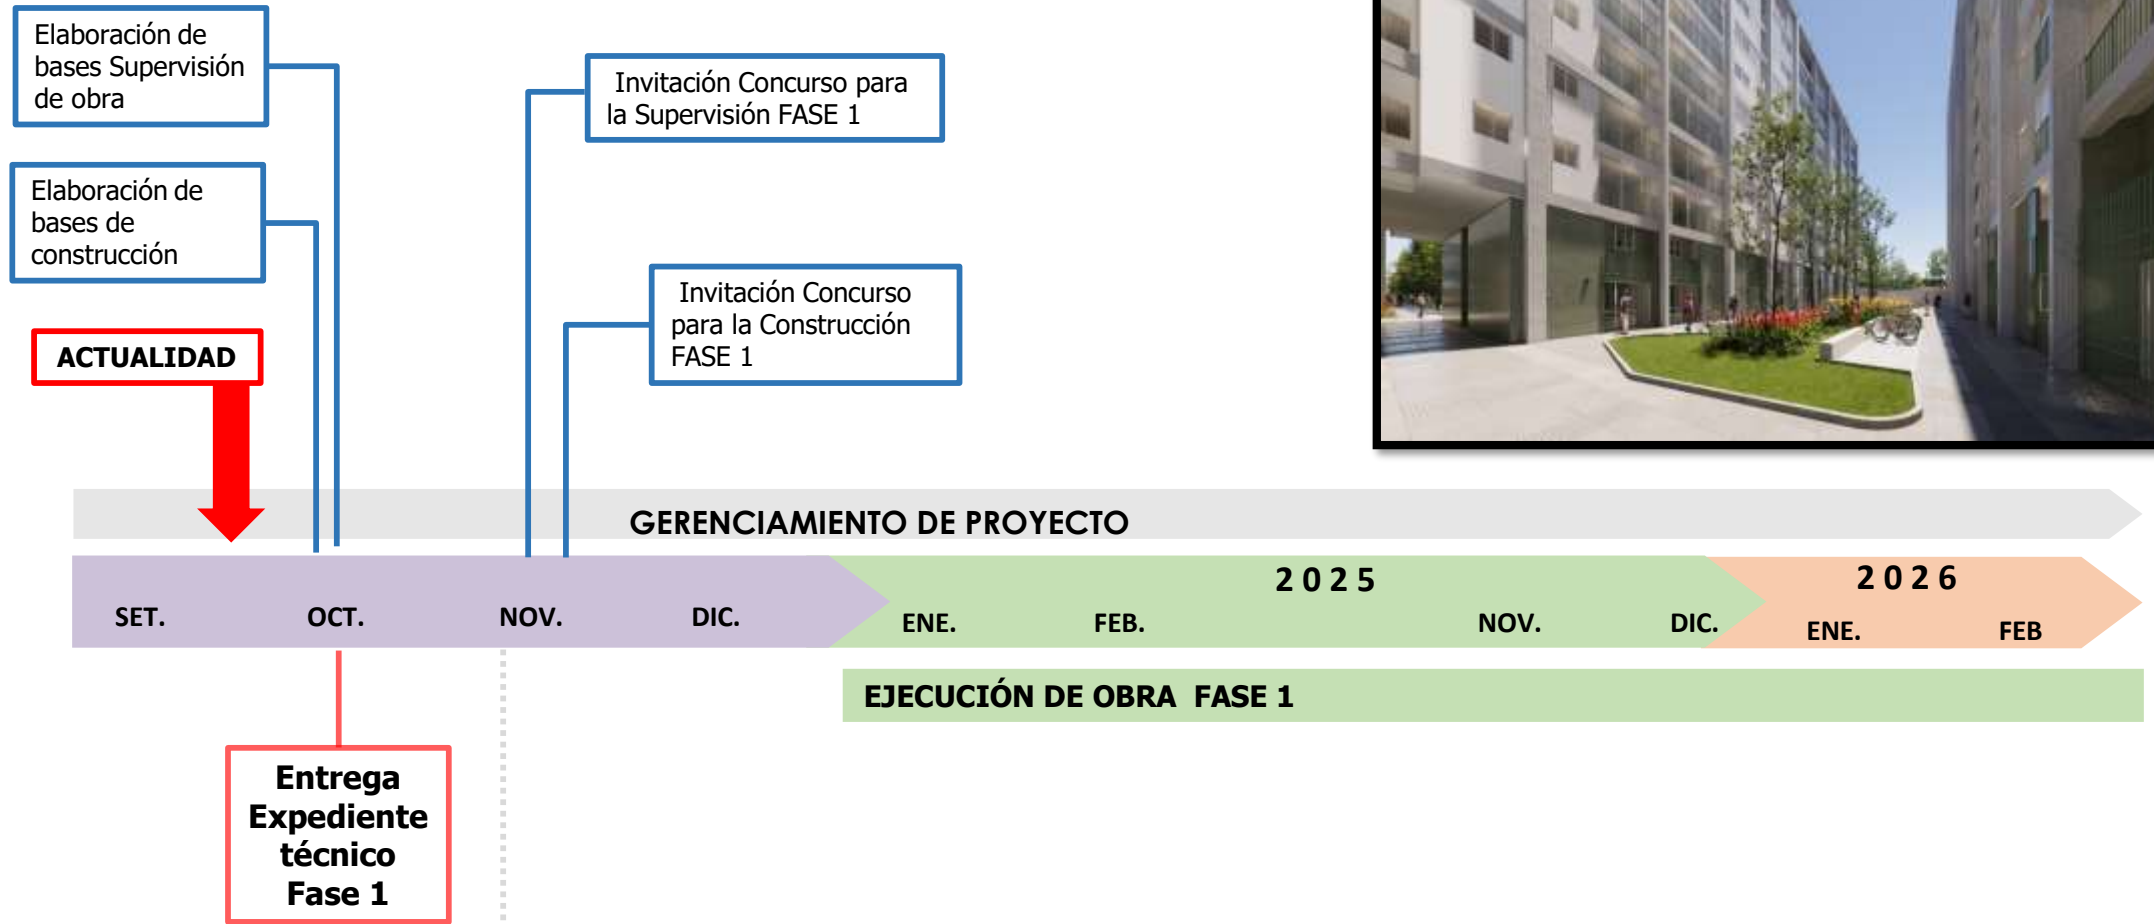 Elaboración de
bases Supervisión
de obra
Elaboración de
bases de
construcción
ACTUALIDAD
Invitación Concurso para
la Supervisión FASE 1
Invitación Concurso
para la Construcción
FASE 1
GERENCIAMIENTO DE PROYECTO
2025
2026
SET.
OCT.
NOV.
DIC.
ENE.
FEB.
NOV.
DIC.
ENE.
FEB
EJECUCIÓN DE OBRA FASE 1
Entrega
Expediente
técnico
Fase 1